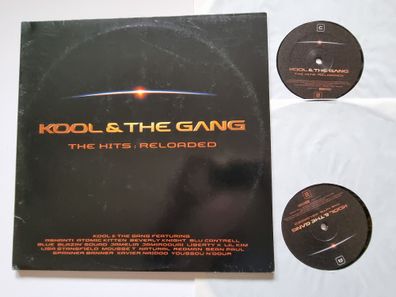 KOOL & THE GANG
THE HITS : RELOADED
KOOL & THE GANG FEATURING
ASHANTI ATOMIC KITTEN BEVERLY KNIGHT BLU CANTRELL
BLUE BLAZIN' SQUAD JAMELIA JAMIROQUAI LIBERTY X LIL' KIM
LISA STANSFIELD MOUSSE T NATURAL REDMAN SEAN PAUL
SPANNER BANNER XAVIER NAIDOO YOUSSOU N'DOUR
C
KOOL & THE GANG
THE HITS: RELOADED
KOOL & THE GANG